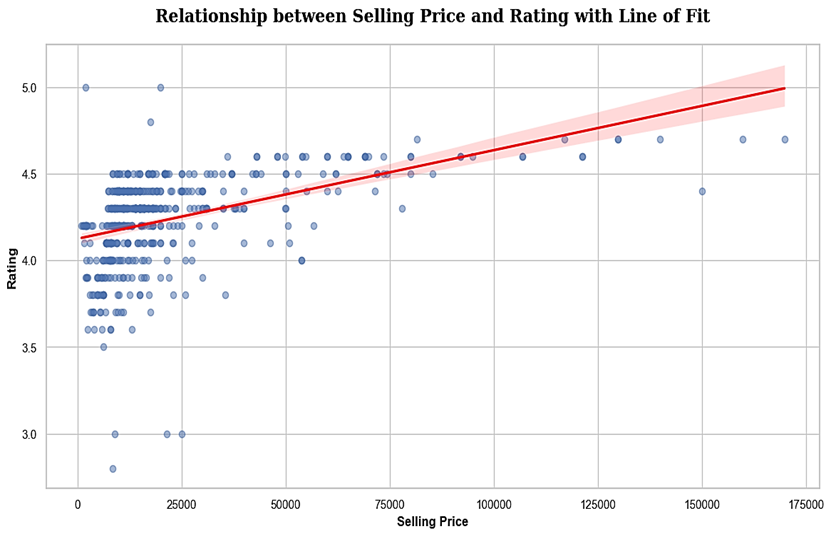 Relationship between Selling Price and Rating with Line of Fit
5.0
4.5
4.0
3.5
3.0
Rating
0 25000 50000 75000 100000 125000 150000 175000
Selling Price